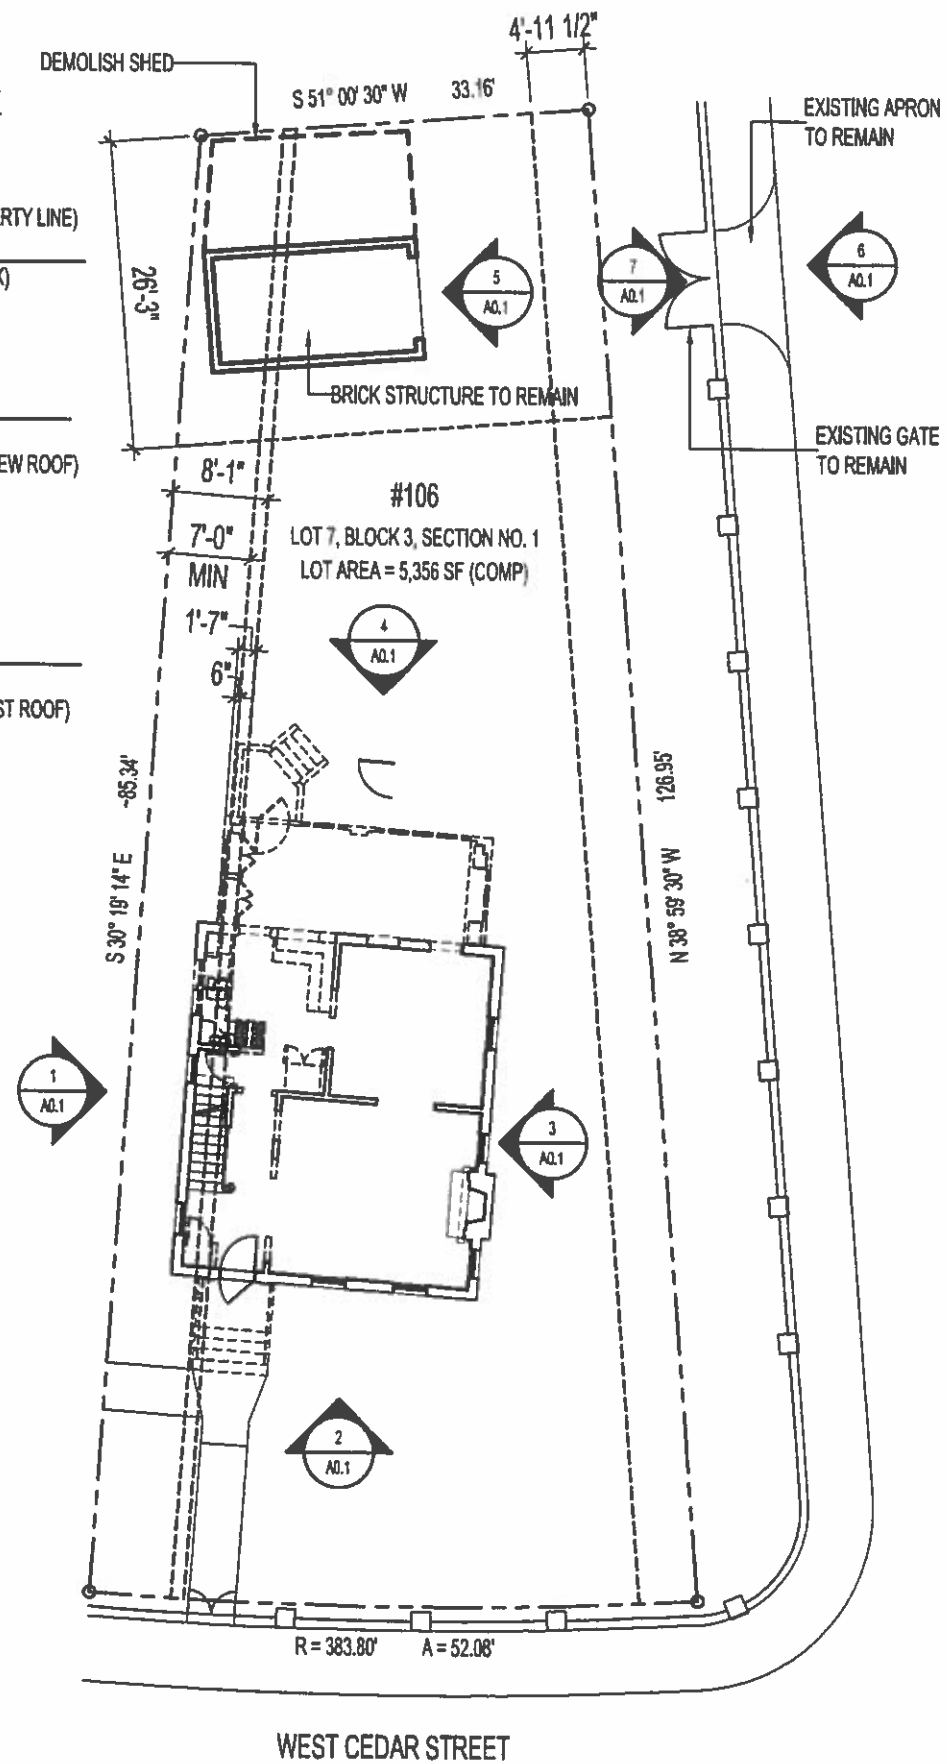 4'-11 1/2"
DEMOLISH SHED
S 51° 00' 30" W 33.16'
EXISTING APRON
TO REMAIN
RTY LINE)
26'-3"
5
A0.1
7
A0.1
6
A0.1
BRICK STRUCTURE TO REMAIN
EXISTING GATE
TO REMAIN
EW ROOF)
8'-1"
#106
7'-0"
MIN
LOT 7, BLOCK 3, SECTION NO. 1
LOT AREA = 5,356 SF (COMP)
1'-7"
4
A0.1
6"
ST ROOF)
~85.34'
S 30° 19' 14" E
126.95'
N 38° 59' 30" W
1
A0.1
3
A0.1
2
A0.1
R = 383.80' A = 52.08'
WEST CEDAR STREET